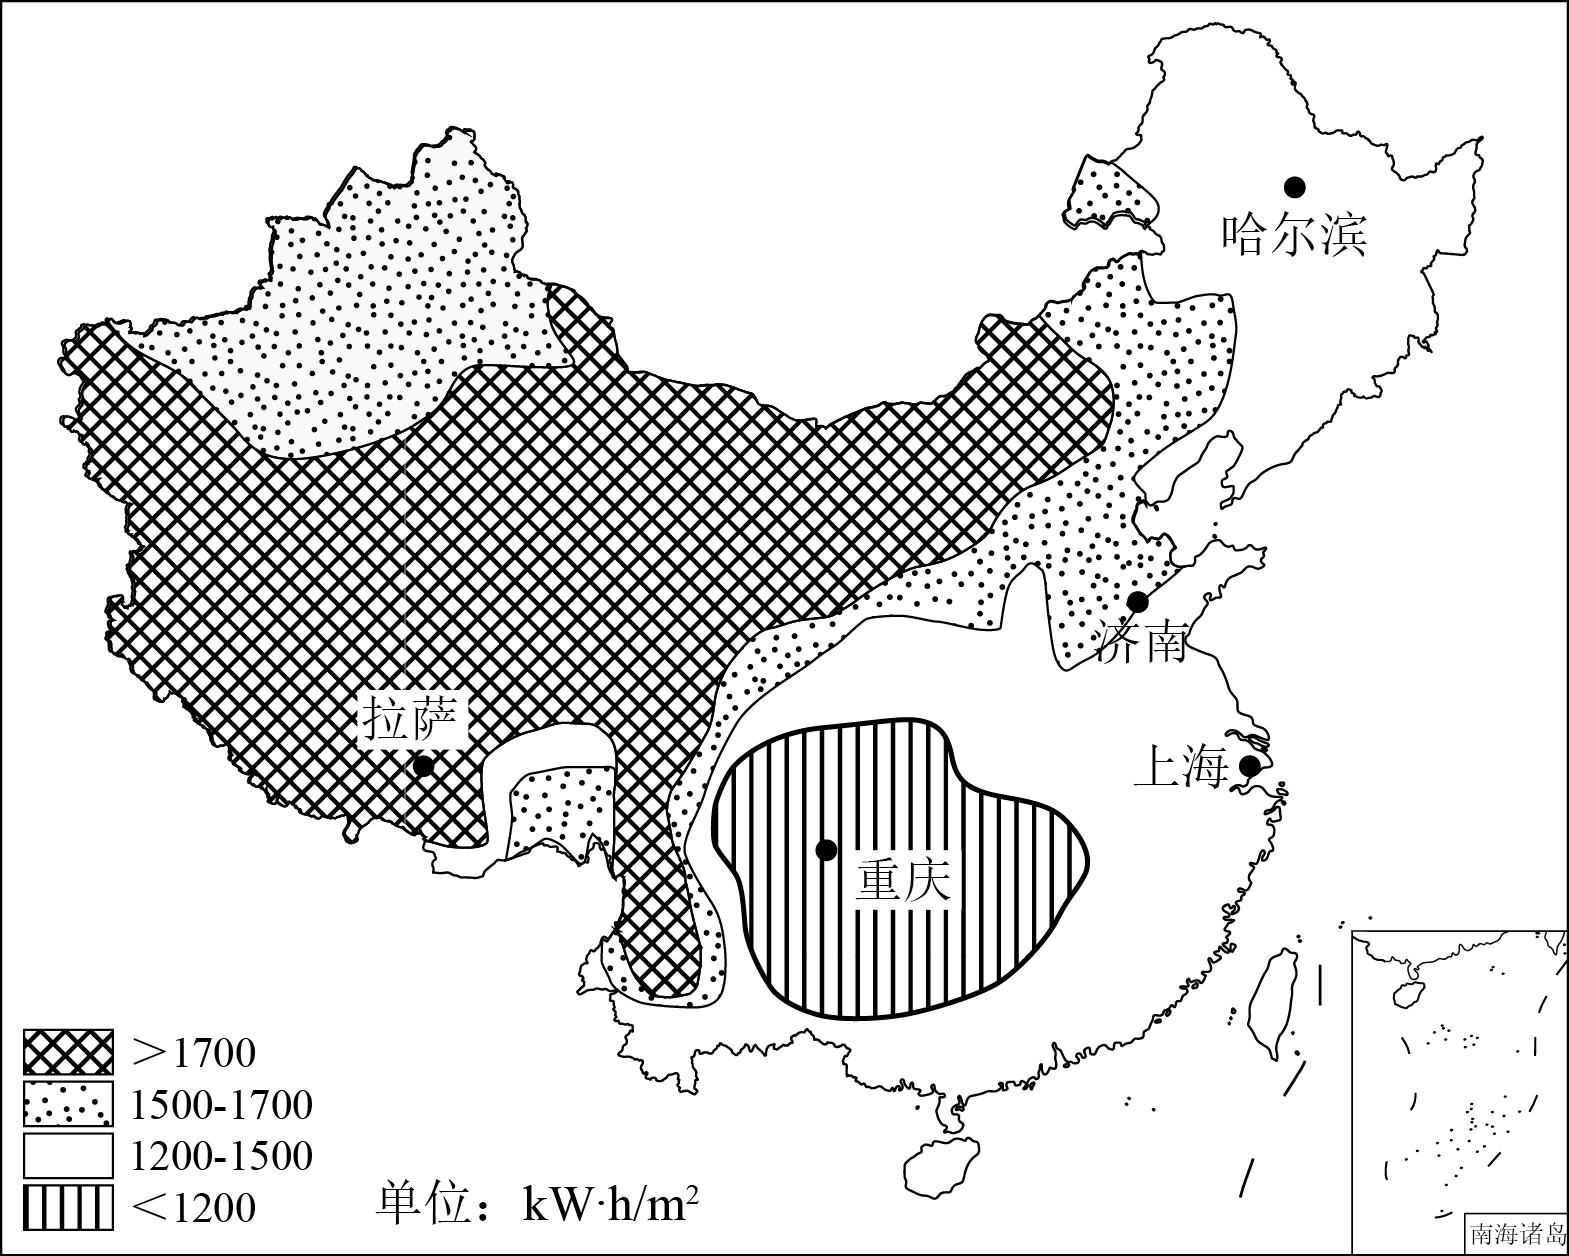 哈尔滨
济南
拉萨
上海
重庆
＞1700
1500-1700
1200-1500
＜1200
单位：kW·h/m²
南海诸岛